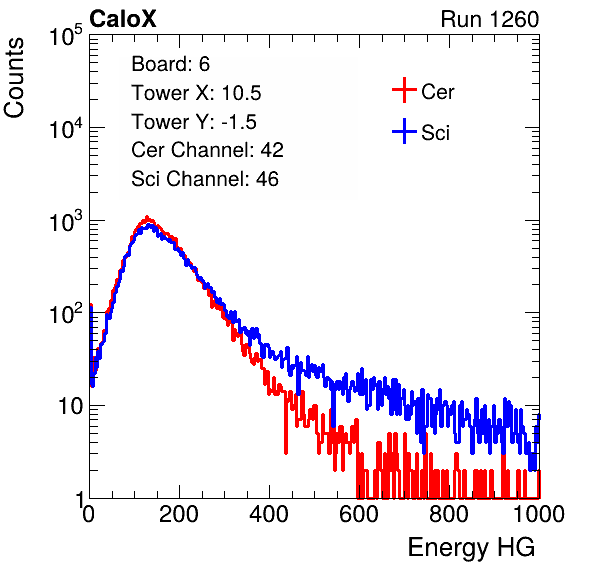 CaloX Run 1260
Counts
10^5
10^4
10^3
10^2
10
1
Board: 6
Tower X: 10.5
Tower Y: -1.5
Cer Channel: 42
Sci Channel: 46
Cer
Sci
0 200 400 600 800 1000
Energy HG